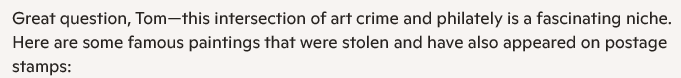 Great question, Tom—this intersection of art crime and philately is a fascinating niche.
Here are some famous paintings that were stolen and have also appeared on postage
stamps: